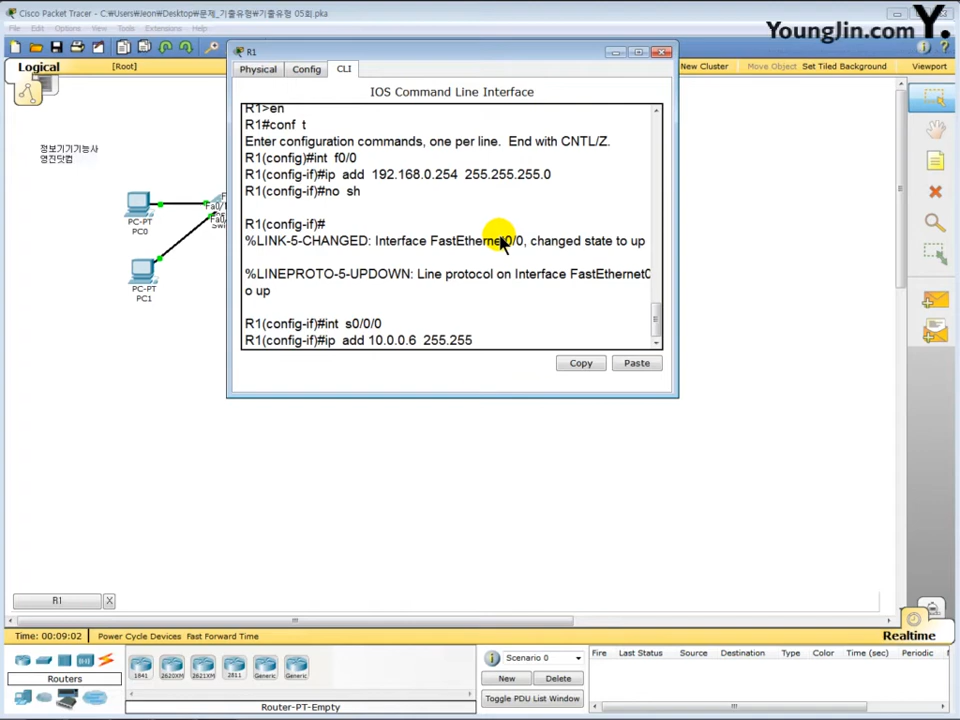 Cisco Packet Tracer - C:\Users\Jeon\Desktop\문제_기출유형\기출유형 05회.pka
File Edit Options View Tools Extensions Help
YoungJin.com Y.
Logical
[Root]
New Cluster
Move Object
Set Tiled Background
Viewport
정보기기기능사
영진닷컴
PC-PT
PC0
PC-PT
PC1
R1
Physical
Config
CLI
IOS Command Line Interface
R1>en
R1#conf t
Enter configuration commands, one per line. End with CNTL/Z.
R1(config)#int f0/0
R1(config-if)#ip add 192.168.0.254 255.255.255.0
R1(config-if)#no sh
R1(config-if)#
%LINK-5-CHANGED: Interface FastEthernet0/0, changed state to up
%LINEPROTO-5-UPDOWN: Line protocol on Interface FastEthernet0
o up
R1(config-if)#int s0/0/0
R1(config-if)#ip add 10.0.0.6 255.255
Copy
Paste
R1
X
Time: 00:09:02
Power Cycle Devices Fast Forward Time
Realtime
Routers
1841
2620XM
2621XM
2811
Generic
Generic
Router-PT-Empty
Scenario 0
New
Delete
Toggle PDU List Window
Fire
Last Status
Source
Destination
Type
Color
Time (sec)
Periodic